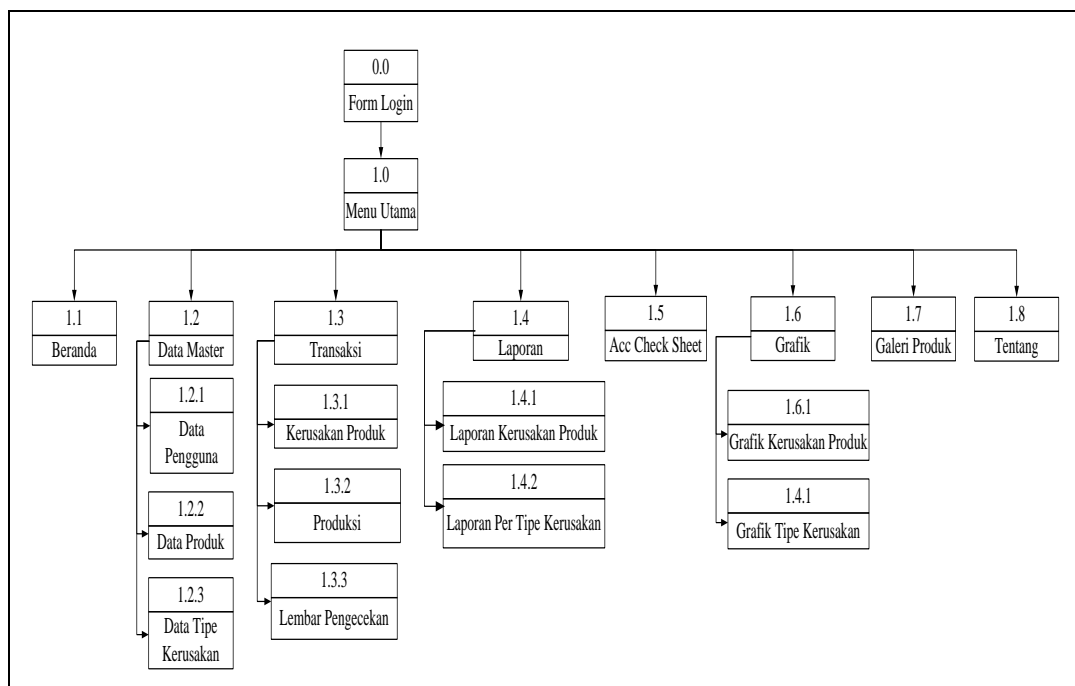 0.0
Form Login
1.0
Menu Utama
1.1
Beranda
1.2
Data Master
1.2.1
Data
Pengguna
1.2.2
Data Produk
1.2.3
Data Tipe
Kerusakan
1.3
Transaksi
1.3.1
Kerusakan Produk
1.3.2
Produksi
1.3.3
Lembar Pengecekan
1.4
Laporan
1.4.1
Laporan Kerusakan Produk
1.4.2
Laporan Per Tipe Kerusakan
1.5
Acc Check Sheet
1.6
Grafik
1.6.1
Grafik Kerusakan Produk
1.4.1
Grafik Tipe Kerusakan
1.7
Galeri Produk
1.8
Tentang